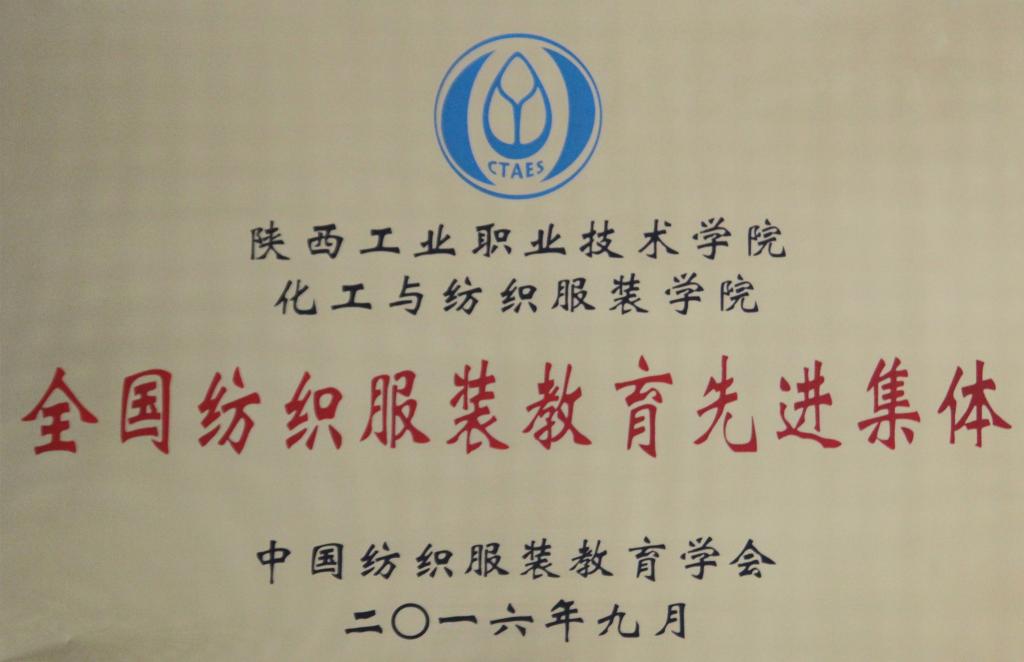 CTAES
陕西工业职业技术学院
化工与纺织服装学院
全国纺织服装教育先进集体
中国纺织服装教育学会
二〇一六年九月